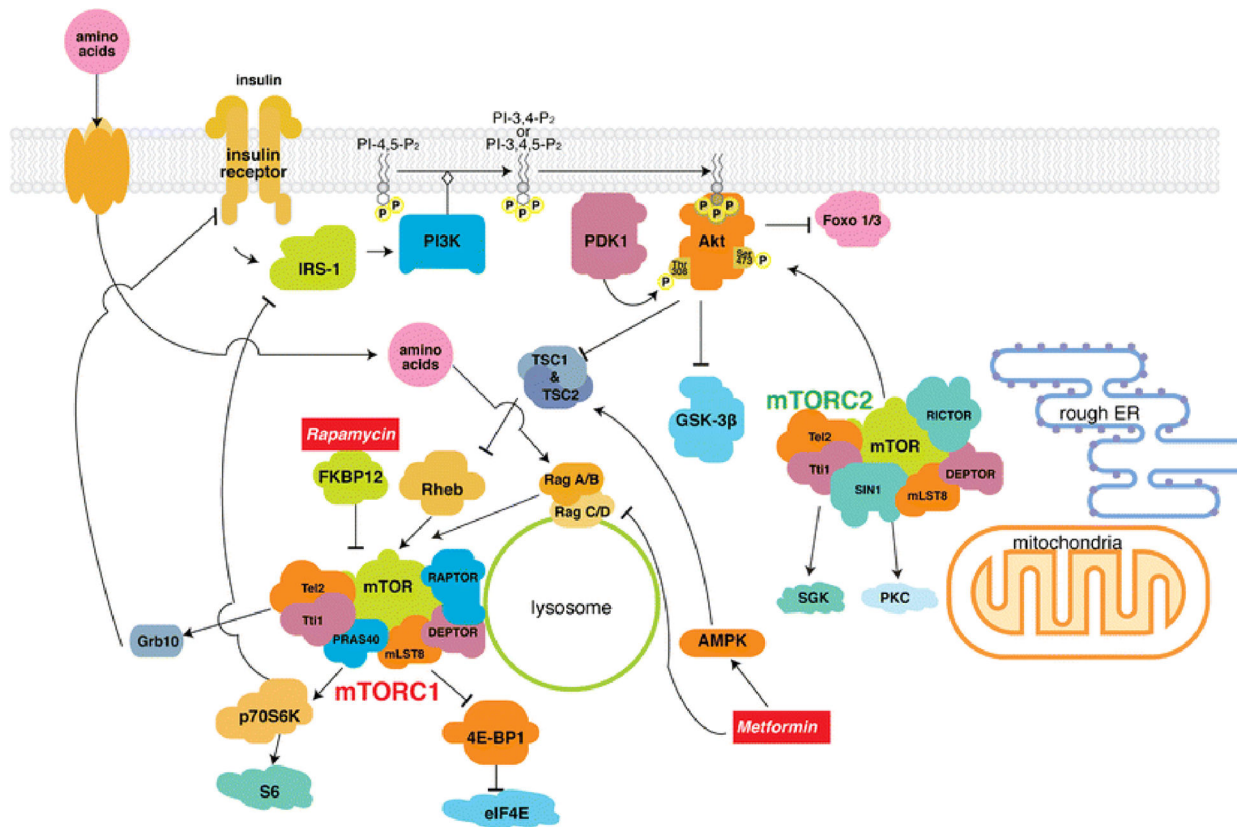 amino
acids
insulin
insulin
receptor
PI-4,5-P₂
PI-3,4-P₂
or
PI-3,4,5-P₂
P P
P
P P
P
P P
P
IRS-1
PI3K
PDK1
Akt
Thr
308
P
Ser
473
P
Foxo 1/3
amino
acids
TSC1
&
TSC2
GSK-3β
mTORC2
RICTOR
Tel2
mTOR
Tti1
DEPTOR
SIN1
mLST8
rough ER
Rapamycin
FKBP12
Rheb
Rag A/B
Rag C/D
mitochondria
SGK
PKC
RAPTOR
Tel2
mTOR
Tti1
PRAS40
DEPTOR
mLST8
lysosome
Grb10
mTORC1
AMPK
p70S6K
4E-BP1
Metformin
S6
eIF4E